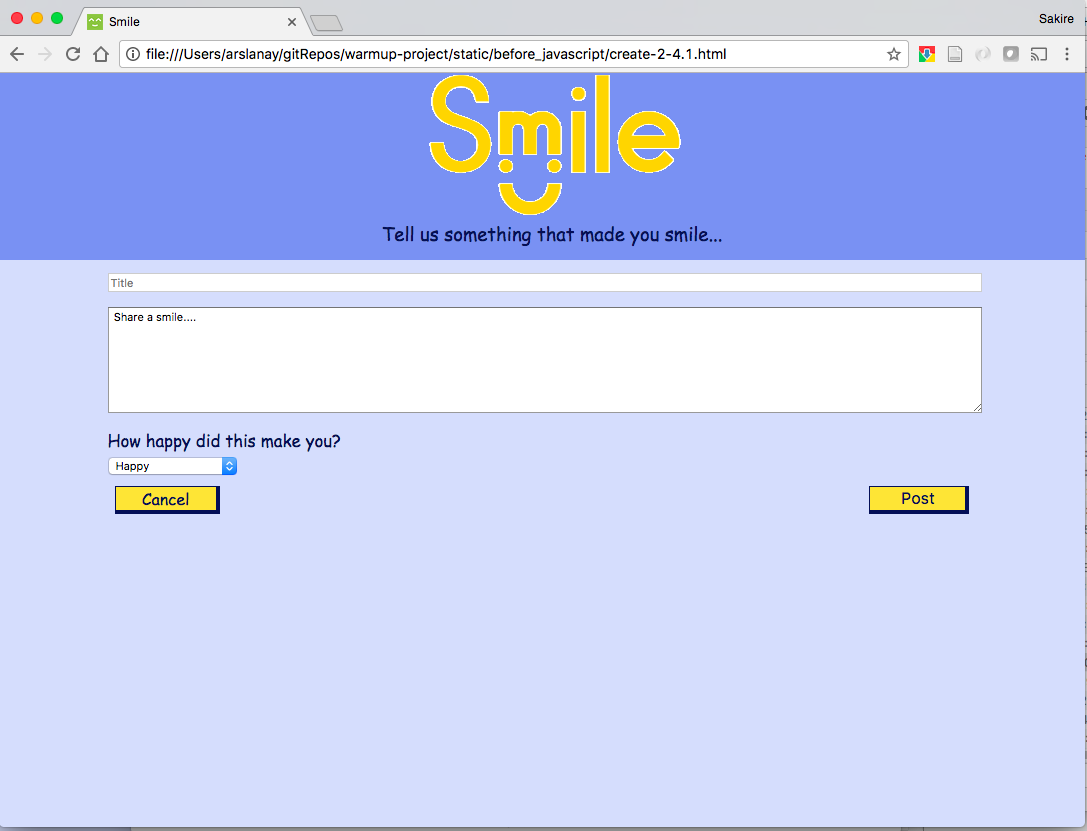 Smile
Sakire
file:///Users/arslanay/gitRepos/warmup-project/static/before_javascript/create-2-4.1.html
Smile
Tell us something that made you smile...
Title
Share a smile....
How happy did this make you?
Happy
Cancel
Post